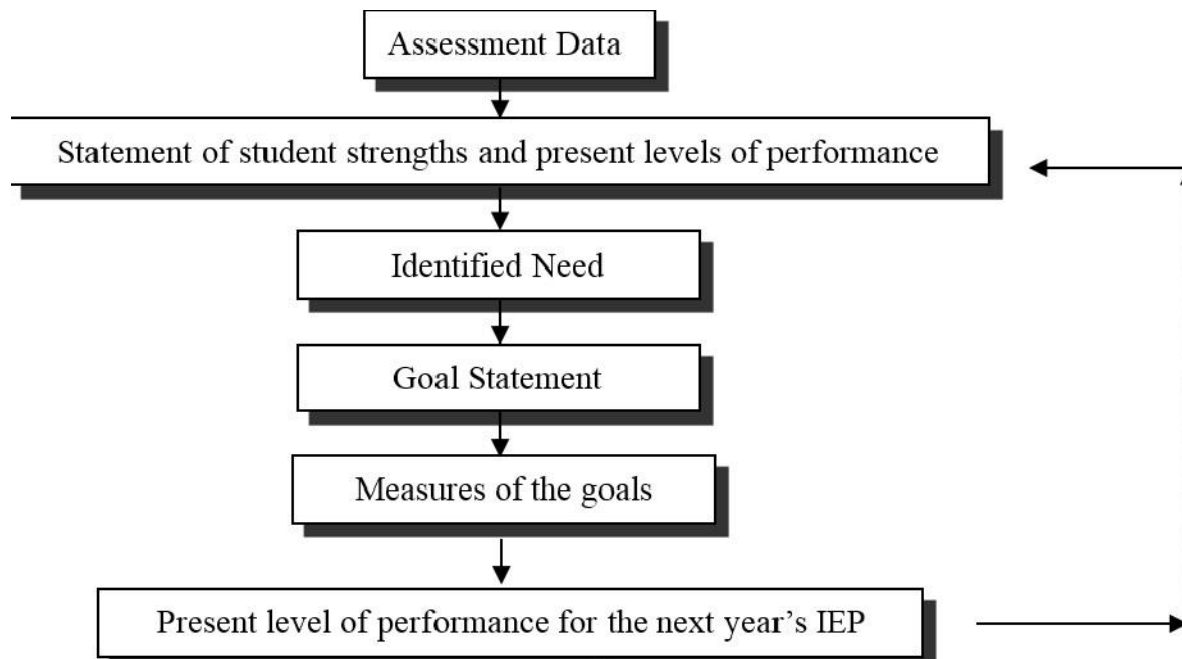 Assessment Data
Statement of student strengths and present levels of performance
Identified Need
Goal Statement
Measures of the goals
Present level of performance for the next year's IEP